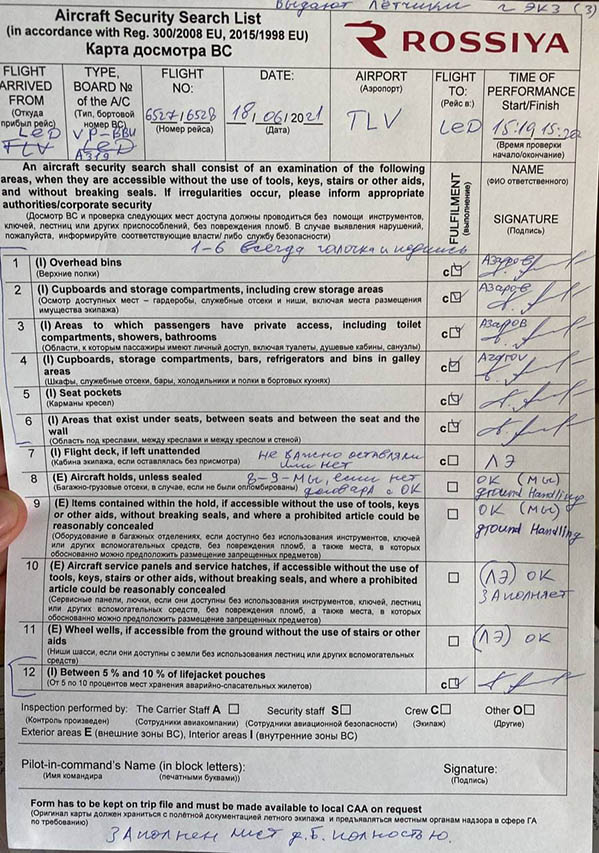 выдают лётчики г ЭКЗ (3)
Aircraft Security Search List
(in accordance with Reg. 300/2008 EU, 2015/1998 EU)
Карта досмотра ВС
ROSSIYA
FLIGHT ARRIVED FROM
(Откуда прибыл рейс)
LED
TLV
TYPE, BOARD № of the A/C
(Тип, бортовой номер ВС)
VP-BBU
LED
A319
FLIGHT NO:
6527/6528
(Номер рейса)
DATE:
18/06/2021
(Дата)
AIRPORT
(Аэропорт)
TLV
FLIGHT TO:
(Рейс в:)
LED
TIME OF PERFORMANCE
Start/Finish
15:19 15:22
(Время проверки начало/окончание)
An aircraft security search shall consist of an examination of the following
areas, when they are accessible without the use of tools, keys, stairs or other aids,
and without breaking seals. If irregularities occur, please inform appropriate
authorities/corporate security
(Досмотр ВС и проверка следующих мест доступа должны проводиться без помощи инструментов,
ключей, лестниц или других приспособлений, без повреждения пломб. В случае выявления нарушений,
пожалуйста, информируйте соответствующие власти/ либо службу безопасности)
1-6 всегда галочка и подпись
FULFILMENT
(выполнение)
NAME
(ФИО ответственного)
SIGNATURE
(Подпись)
1 (I) Overhead bins
(Верхние полки)
C Азаров
2 (I) Cupboards and storage compartments, including crew storage areas
(Осмотр доступных мест – гардеробы, служебные отсеки и ниши, включая места размещения
имущества экипажа)
C Азаров
3 (I) Areas to which passengers have private access, including toilet
compartments, showers, bathrooms
(Области, к которым пассажиры имеют личный доступ, включая туалеты, душевые кабины, санузлы)
C Азаров
4 (I) Cupboards, storage compartments, bars, refrigerators and bins in galley
areas
(Шкафы, служебные отсеки, бары, холодильники и полки в бортовых кухнях)
C
5 (I) Seat pockets
(Карманы кресел)
C
6 (I) Areas that exist under seats, between seats and between the seat and the
wall
(Область под креслами, между креслами и между креслом и стеной)
C
7 (I) Flight deck, if left unattended
(Кабина экипажа, если оставалась без присмотра)
не важно оставляли
или нет
C ЛЭ
8 (E) Aircraft holds, unless sealed
(Багажно-грузовые отсеки, в случае, если не были опломбированы)
8-9-мы, если нет
договора с ОК
ОК (мы)
ground Handling
9 (E) Items contained within the hold, if accessible without the use of tools, keys
or other aids, without breaking seals, and where a prohibited article could be
reasonably concealed
(Оборудование в багажных отделениях, если доступно без использования инструментов, ключей
или других вспомогательных средств, без повреждения пломб, а также места, в которых
обоснованно можно предположить размещение запрещенных предметов)
ОК (мы)
ground Handling
10 (E) Aircraft service panels and service hatches, if accessible without the use of
tools, keys, stairs or other aids, without breaking seals, and where a prohibited
article could be reasonably concealed
(Сервисные панели, лючки, если они доступны без использования инструментов, ключей, лестниц
или других вспомогательных средств, без повреждения пломб, а также места, в которых
обоснованно можно предположить размещение запрещенных предметов)
(ЛЭ) ОК
заполняет
11 (E) Wheel wells, if accessible from the ground without the use of stairs or other
aids
(Ниши шасси, если они доступны с земли без использования лестниц или других вспомогательных
средств)
(ЛЭ) ОК
12 (I) Between 5 % and 10 % of lifejacket pouches
(От 5 по 10 процентов мест хранения аварийно-спасательных жилетов)
C
Inspection performed by: The Carrier Staff A Security staff S Crew C Other O
(Контроль произведен) (Сотрудники авиакомпании) (Сотрудники авиационной безопасности) (Экипаж) (Другие)
Exterior areas E (внешние зоны ВС), Interior areas I (внутренние зоны ВС)
Pilot-in-command's Name (in block letters):
(Имя командира (печатными буквами))
Signature:
(Подпись)
Form has to be kept on trip file and must be made available to local CAA on request
(Оригинал карты должен храниться с полётной документацией летного экипажа и предъявляться местным органам надзора в сфере ГА
по требованию)
Заполнен лист д.б. полностью.